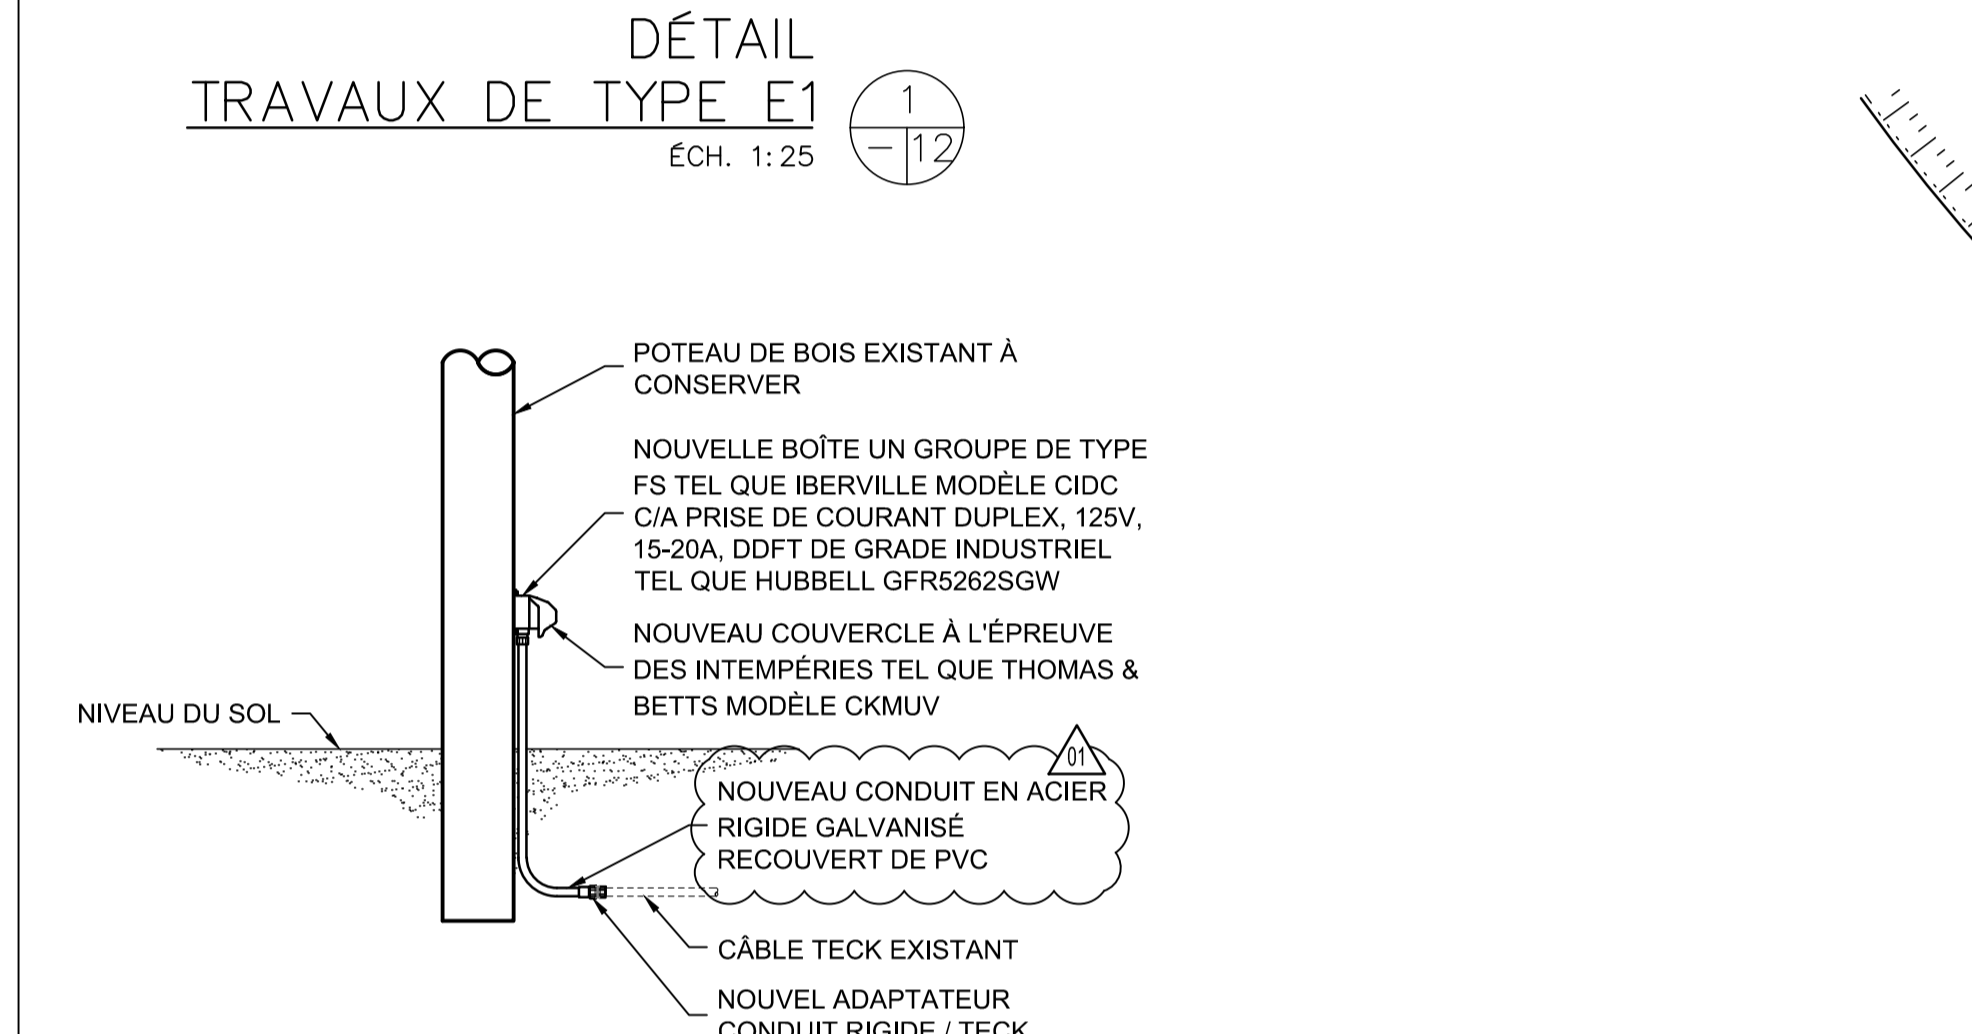 DÉTAIL
TRAVAUX DE TYPE E1
ÉCH. 1:25
1
– 12
POTEAU DE BOIS EXISTANT À
CONSERVER
NOUVELLE BOÎTE UN GROUPE DE TYPE
FS TEL QUE IBERVILLE MODÈLE CIDC
C/A PRISE DE COURANT DUPLEX, 125V,
15-20A, DDFT DE GRADE INDUSTRIEL
TEL QUE HUBBELL GFR5262SGW
NOUVEAU COUVERCLE À L'ÉPREUVE
DES INTEMPÉRIES TEL QUE THOMAS &
BETTS MODÈLE CKMUV
NIVEAU DU SOL
01
NOUVEAU CONDUIT EN ACIER
RIGIDE GALVANISÉ
RECOUVERT DE PVC
CÂBLE TECK EXISTANT
NOUVEL ADAPTATEUR
CONDUIT RIGIDE / TECK